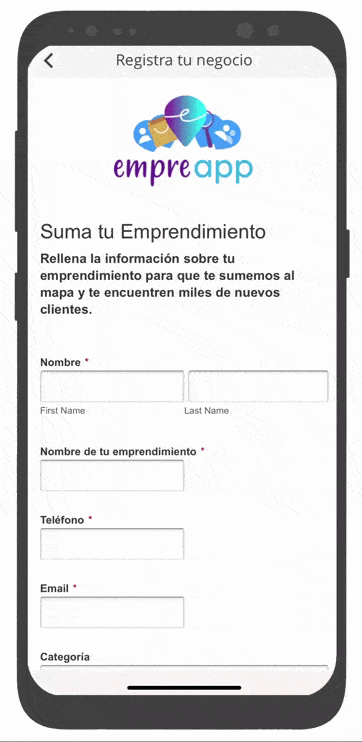 Registra tu negocio
empreapp
Suma tu Emprendimiento
Rellena la información sobre tu
emprendimiento para que te sumemos al
mapa y te encuentren miles de nuevos
clientes.
Nombre *
First Name Last Name
Nombre de tu emprendimiento *
Teléfono *
Email *
Categoría